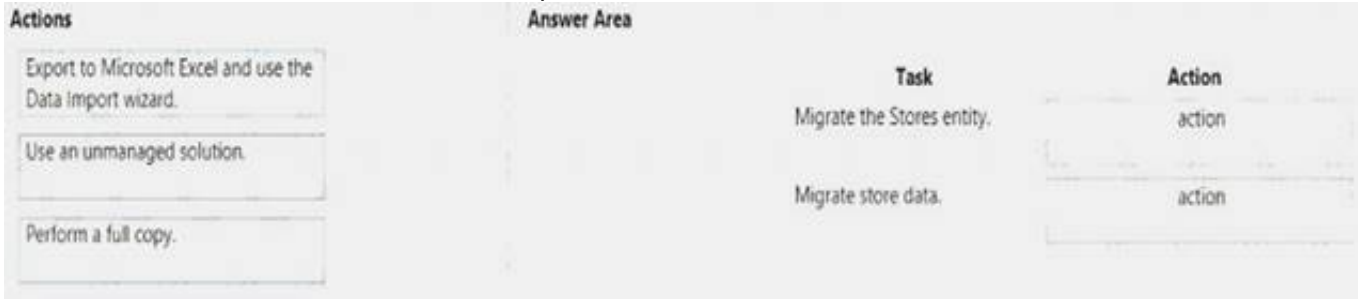 Actions
Answer Area
Export to Microsoft Excel and use the
Data Import wizard.
Use an unmanaged solution.
Perform a full copy.
Task
Action
Migrate the Stores entity.
action
Migrate store data.
action